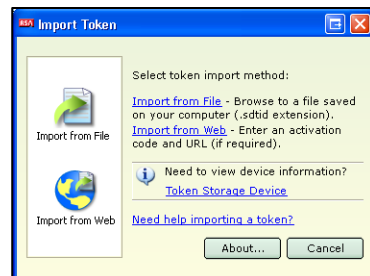 RSA Import Token
Select token import method:
Import from File - Browse to a file saved
on your computer (.sdtid extension).
Import from Web - Enter an activation
code and URL (if required).
Import from File
Need to view device information?
Token Storage Device
Import from Web
Need help importing a token?
About...
Cancel